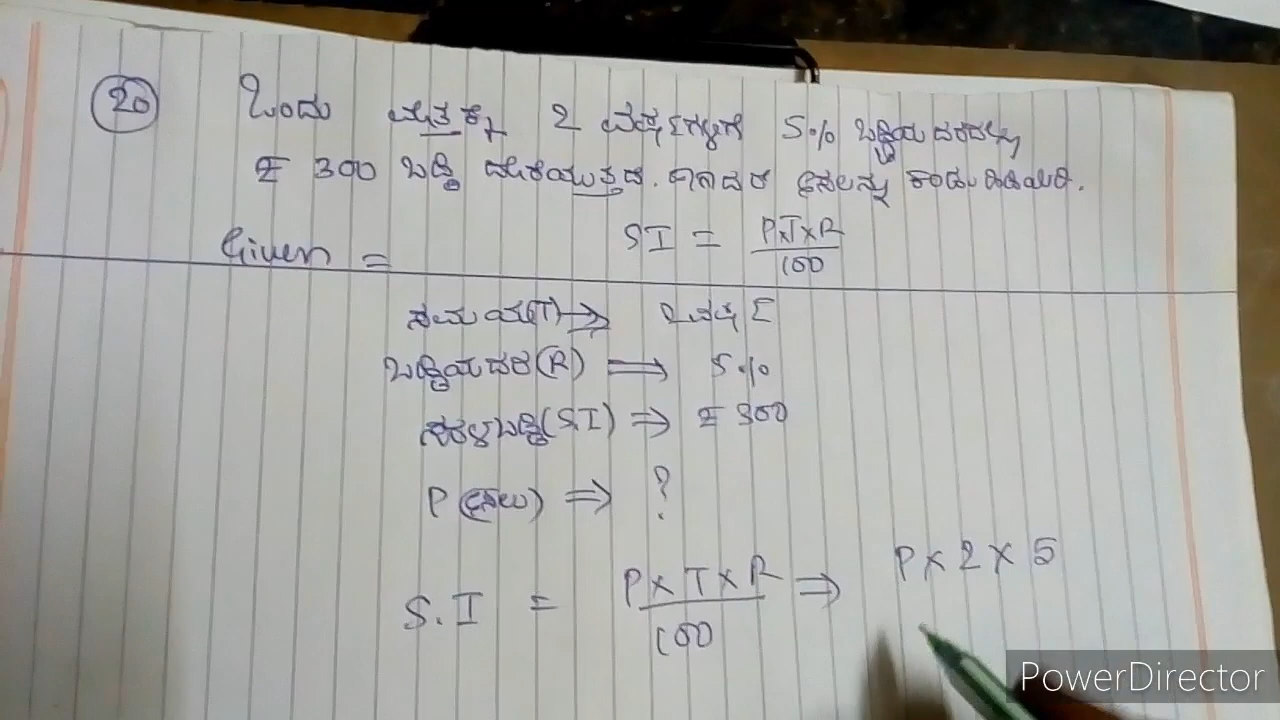 20 ಒಂದು ಮೊತ್ತಕ್ಕೆ 2 ವರ್ಷಗಳಿಗೆ 5% ಬಡ್ಡಿಯ ದರದಲ್ಲಿ
₹ 300 ಬಡ್ಡಿ ದೊರೆಯುತ್ತದೆ. ಹಾಗಾದರೆ ಅಸಲನ್ನು ಕಂಡು ಹಿಡಿಯಿರಿ.
Given =
SI = P×T×R / 100
ಸಮಯ(T) ⇒ 2 ವರ್ಷ
ಬಡ್ಡಿಯ ದರ(R) ⇒ 5%
ಸರಳಬಡ್ಡಿ(SI) ⇒ ₹ 300
P (ಅಸಲು) ⇒ ?
S.I = P×T×R / 100 ⇒ P×2×5
PowerDirector